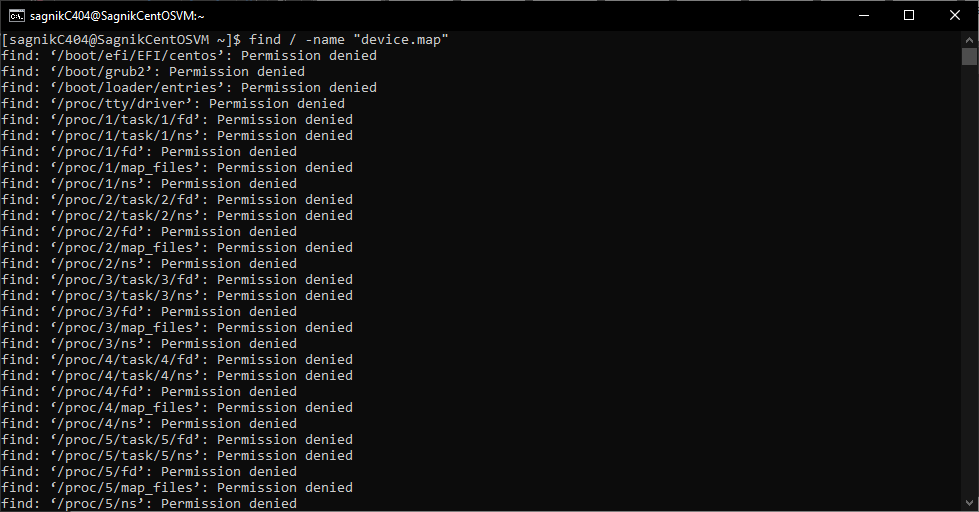 sagnikC404@SagnikCentOSVM:~
[sagnikC404@SagnikCentOSVM ~]$ find / -name "device.map"
find: ‘/boot/efi/EFI/centos’: Permission denied
find: ‘/boot/grub2’: Permission denied
find: ‘/boot/loader/entries’: Permission denied
find: ‘/proc/tty/driver’: Permission denied
find: ‘/proc/1/task/1/fd’: Permission denied
find: ‘/proc/1/task/1/ns’: Permission denied
find: ‘/proc/1/fd’: Permission denied
find: ‘/proc/1/map_files’: Permission denied
find: ‘/proc/1/ns’: Permission denied
find: ‘/proc/2/task/2/fd’: Permission denied
find: ‘/proc/2/task/2/ns’: Permission denied
find: ‘/proc/2/fd’: Permission denied
find: ‘/proc/2/map_files’: Permission denied
find: ‘/proc/2/ns’: Permission denied
find: ‘/proc/3/task/3/fd’: Permission denied
find: ‘/proc/3/task/3/ns’: Permission denied
find: ‘/proc/3/fd’: Permission denied
find: ‘/proc/3/map_files’: Permission denied
find: ‘/proc/3/ns’: Permission denied
find: ‘/proc/4/task/4/fd’: Permission denied
find: ‘/proc/4/task/4/ns’: Permission denied
find: ‘/proc/4/fd’: Permission denied
find: ‘/proc/4/map_files’: Permission denied
find: ‘/proc/4/ns’: Permission denied
find: ‘/proc/5/task/5/fd’: Permission denied
find: ‘/proc/5/task/5/ns’: Permission denied
find: ‘/proc/5/fd’: Permission denied
find: ‘/proc/5/map_files’: Permission denied
find: ‘/proc/5/ns’: Permission denied